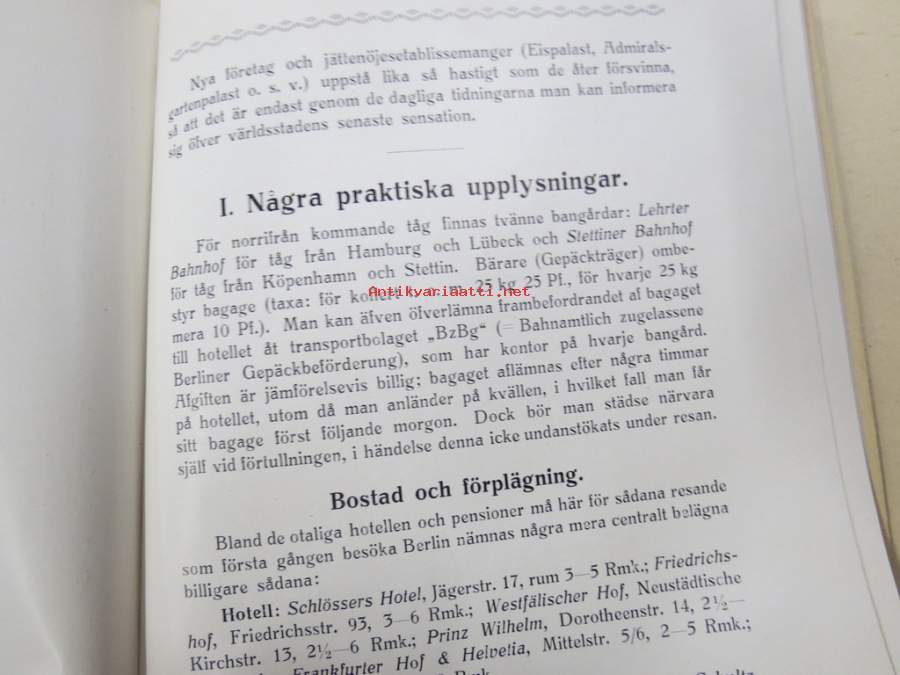 Nya företag och jättenöjesetablissemanger (Eispalast, Admirals-
gartenpalast o. s. v.) uppstå lika så hastigt som de åter försvinna,
så att det är endast genom de dagliga tidningarna man kan informera
sig öfver världsstadens senaste sensation.
I. Några praktiska upplysningar.
För norrifrån kommande tåg finnas tvänne bangårdar: Lehrter
Bahnhof för tåg från Hamburg och Lübeck och Stettiner Bahnhof
för tåg från Köpenhamn och Stettin. Bärare (Gepäckträger) ombe-
styr bagage (taxa: för koffert m. 25 kg 25 Pf., för hvarje 25 kg
Antikvariaatti.net
mera 10 Pf.). Man kan äfven öfverlämna frambefordrandet af bagaget
till hotellet åt transportbolaget „BzBg“ (= Bahnamtlich zugelassene
Berliner Gepäckbeförderung), som har kontor på hvarje bangård.
Afgiften är jämförelsevis billig; bagaget aflämnas efter några timmar
på hotellet, utom då man anländer på kvällen, i hvilket fall man får
sitt bagage först följande morgon. Dock bör man städse närvara
själf vid förtullningen, i händelse denna icke undanstökats under resan.
Bostad och förplägning.
Bland de otaliga hotellen och pensioner må här för sådana resande
som första gången besöka Berlin nämnas några mera centralt belägna
billigare sådana:
Hotell: Schlössers Hotel, Jägerstr. 17, rum 3—5 Rmk.; Friedrichs-
hof, Friedrichsstr. 93, 3—6 Rmk.; Westfälischer Hof, Neustädtische
Kirchstr. 13, 2½—6 Rmk.; Prinz Wilhelm, Dorotheenstr. 14, 2½—
Frankfurter Hof & Helvetia, Mittelstr. 5/6, 2—5 Rmk.;
Rmk